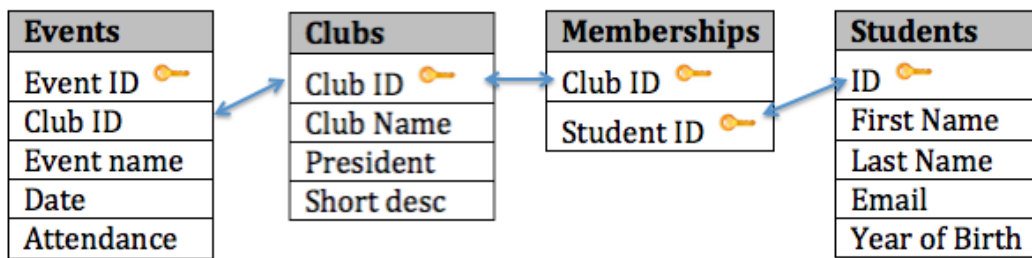 Events
Event ID
Club ID
Event name
Date
Attendance
Clubs
Club ID
Club Name
President
Short desc
Memberships
Club ID
Student ID
Students
ID
First Name
Last Name
Email
Year of Birth